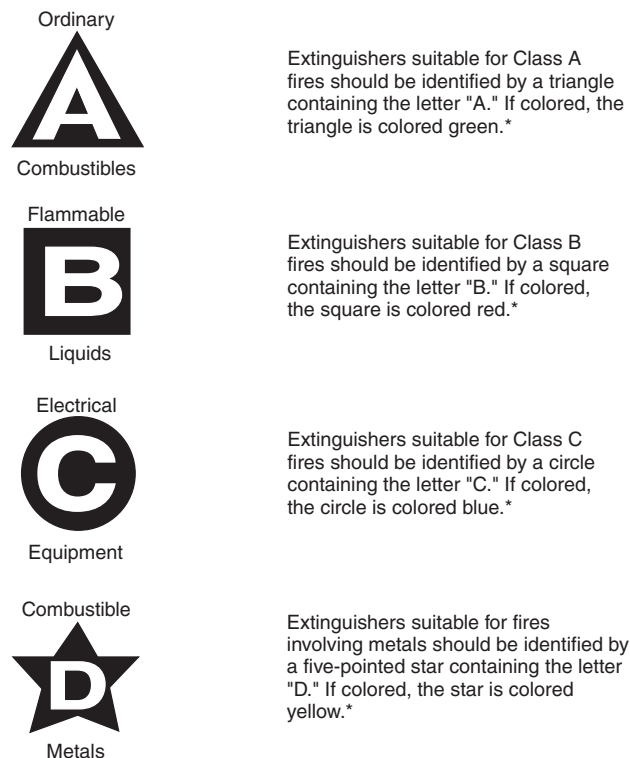 Ordinary
A
Combustibles
Extinguishers suitable for Class A
fires should be identified by a triangle
containing the letter "A." If colored, the
triangle is colored green.*
Flammable
B
Liquids
Extinguishers suitable for Class B
fires should be identified by a square
containing the letter "B." If colored,
the square is colored red.*
Electrical
C
Equipment
Extinguishers suitable for Class C
fires should be identified by a circle
containing the letter "C." If colored,
the circle is colored blue.*
Combustible
D
Metals
Extinguishers suitable for fires
involving metals should be identified by
a five-pointed star containing the letter
"D." If colored, the star is colored
yellow.*